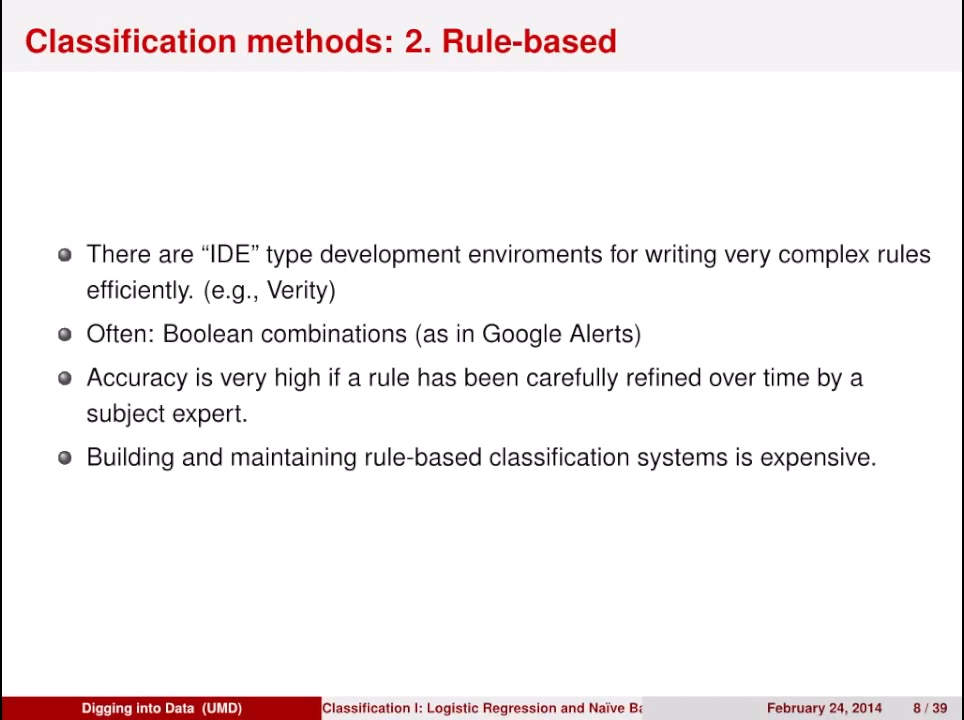 Classification methods: 2. Rule-based
There are “IDE” type development enviroments for writing very complex rules
efficiently. (e.g., Verity)
Often: Boolean combinations (as in Google Alerts)
Accuracy is very high if a rule has been carefully refined over time by a
subject expert.
Building and maintaining rule-based classification systems is expensive.
Digging into Data (UMD) Classification I: Logistic Regression and Naïve Ba February 24, 2014 8 / 39